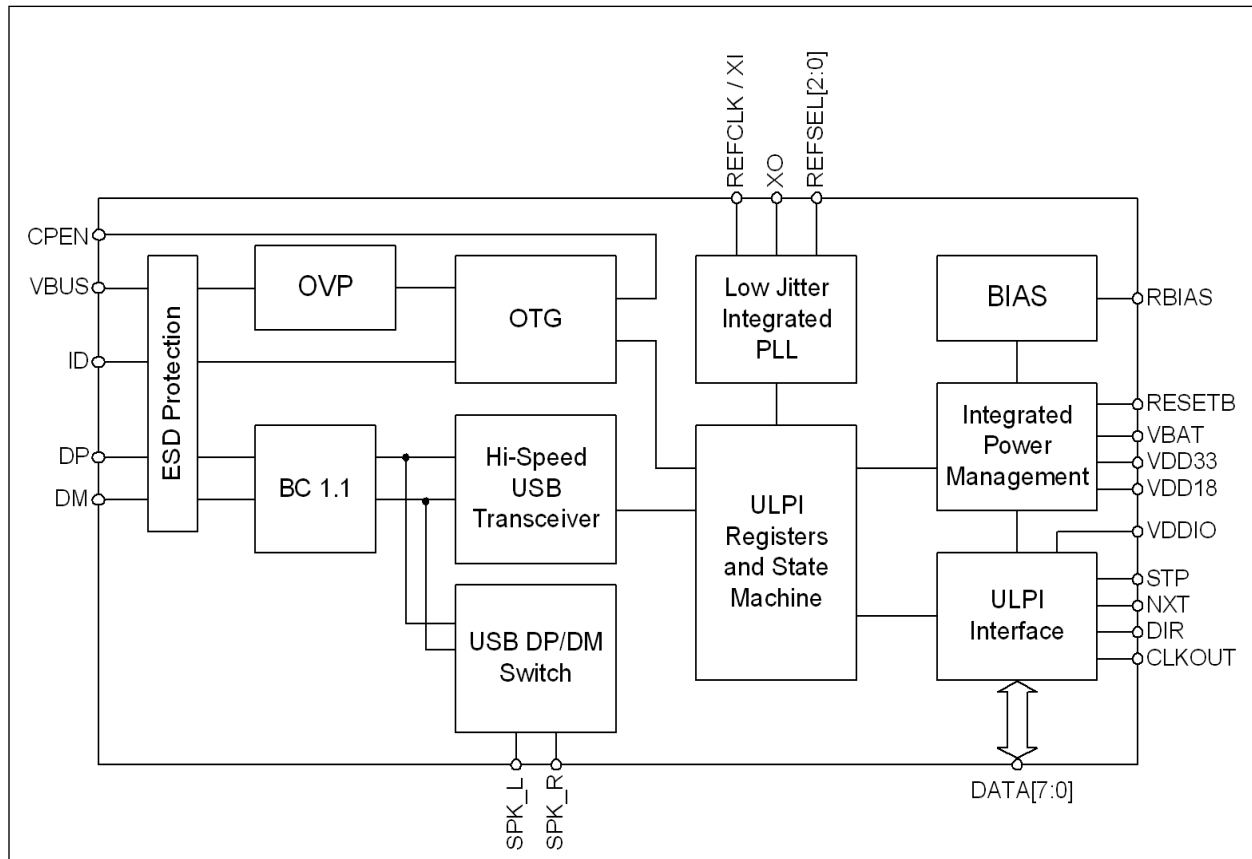 REFCLK / XI
XO
REFSEL[2:0]
CPEN
VBUS
ID
DP
DM
ESD Protection
OVP
OTG
BC 1.1
Hi-Speed
USB
Transceiver
USB DP/DM
Switch
SPK_L
SPK_R
Low Jitter
Integrated
PLL
ULPI
Registers
and State
Machine
BIAS
Integrated
Power
Management
ULPI
Interface
RBIAS
RESETB
VBAT
VDD33
VDD18
VDDIO
STP
NXT
DIR
CLKOUT
DATA[7:0]